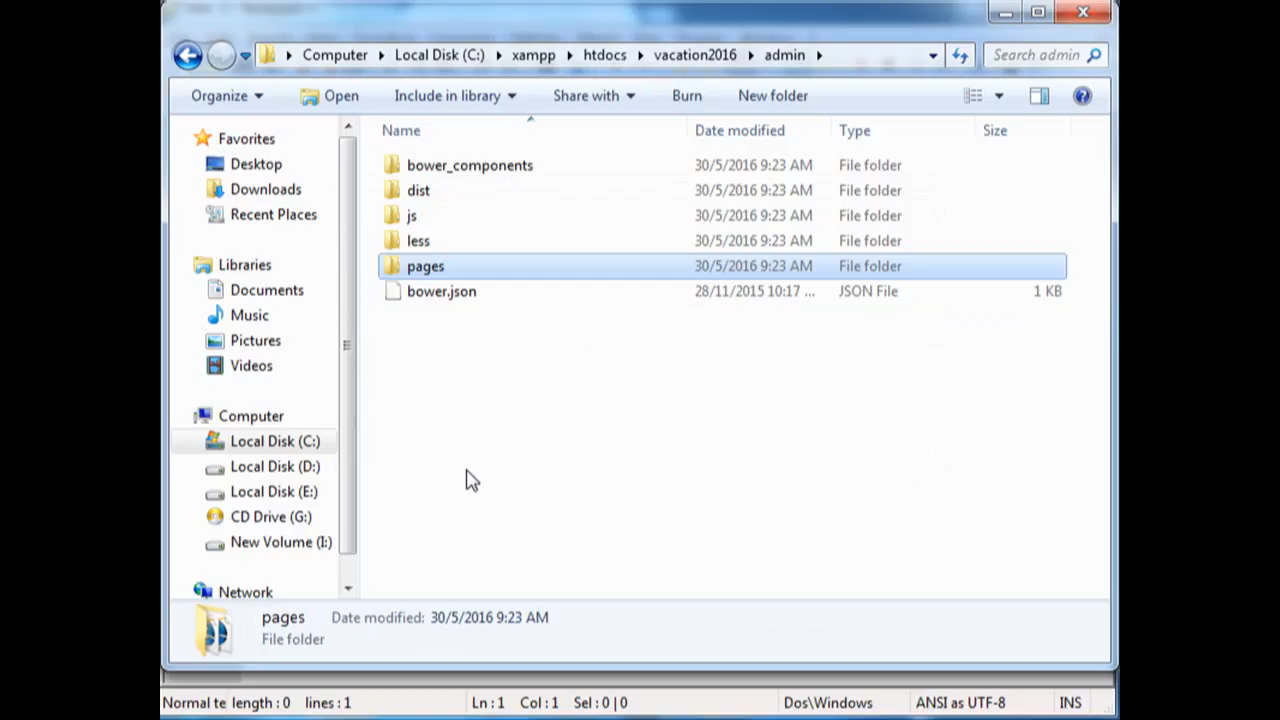 Computer Local Disk (C:) xampp htdocs vacation2016 admin Search admin
Organize Open Include in library Share with Burn New folder
Name Date modified Type Size
Favorites
Desktop
Downloads
Recent Places
Libraries
Documents
Music
Pictures
Videos
Computer
Local Disk (C:)
Local Disk (D:)
Local Disk (E:)
CD Drive (G:)
New Volume (I:)
Network
bower_components 30/5/2016 9:23 AM File folder
dist 30/5/2016 9:23 AM File folder
js 30/5/2016 9:23 AM File folder
less 30/5/2016 9:23 AM File folder
pages 30/5/2016 9:23 AM File folder
bower.json 28/11/2015 10:17 ... JSON File 1 KB
pages Date modified: 30/5/2016 9:23 AM
File folder
Normal te length : 0 lines : 1 Ln : 1 Col : 1 Sel : 0 | 0 Dos\Windows ANSI as UTF-8 INS